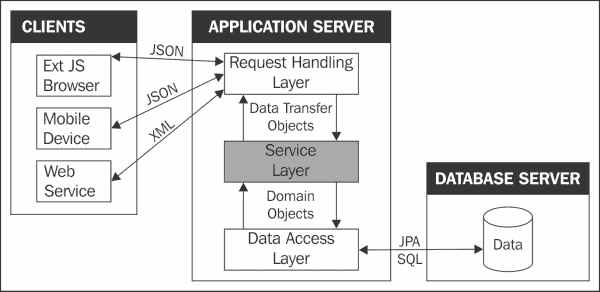 CLIENTS
Ext JS
Browser
Mobile
Device
Web
Service
JSON
JSON
XML
APPLICATION SERVER
Request Handling
Layer
Data Transfer
Objects
Service
Layer
Domain
Objects
Data Access
Layer
JPA
SQL
DATABASE SERVER
Data